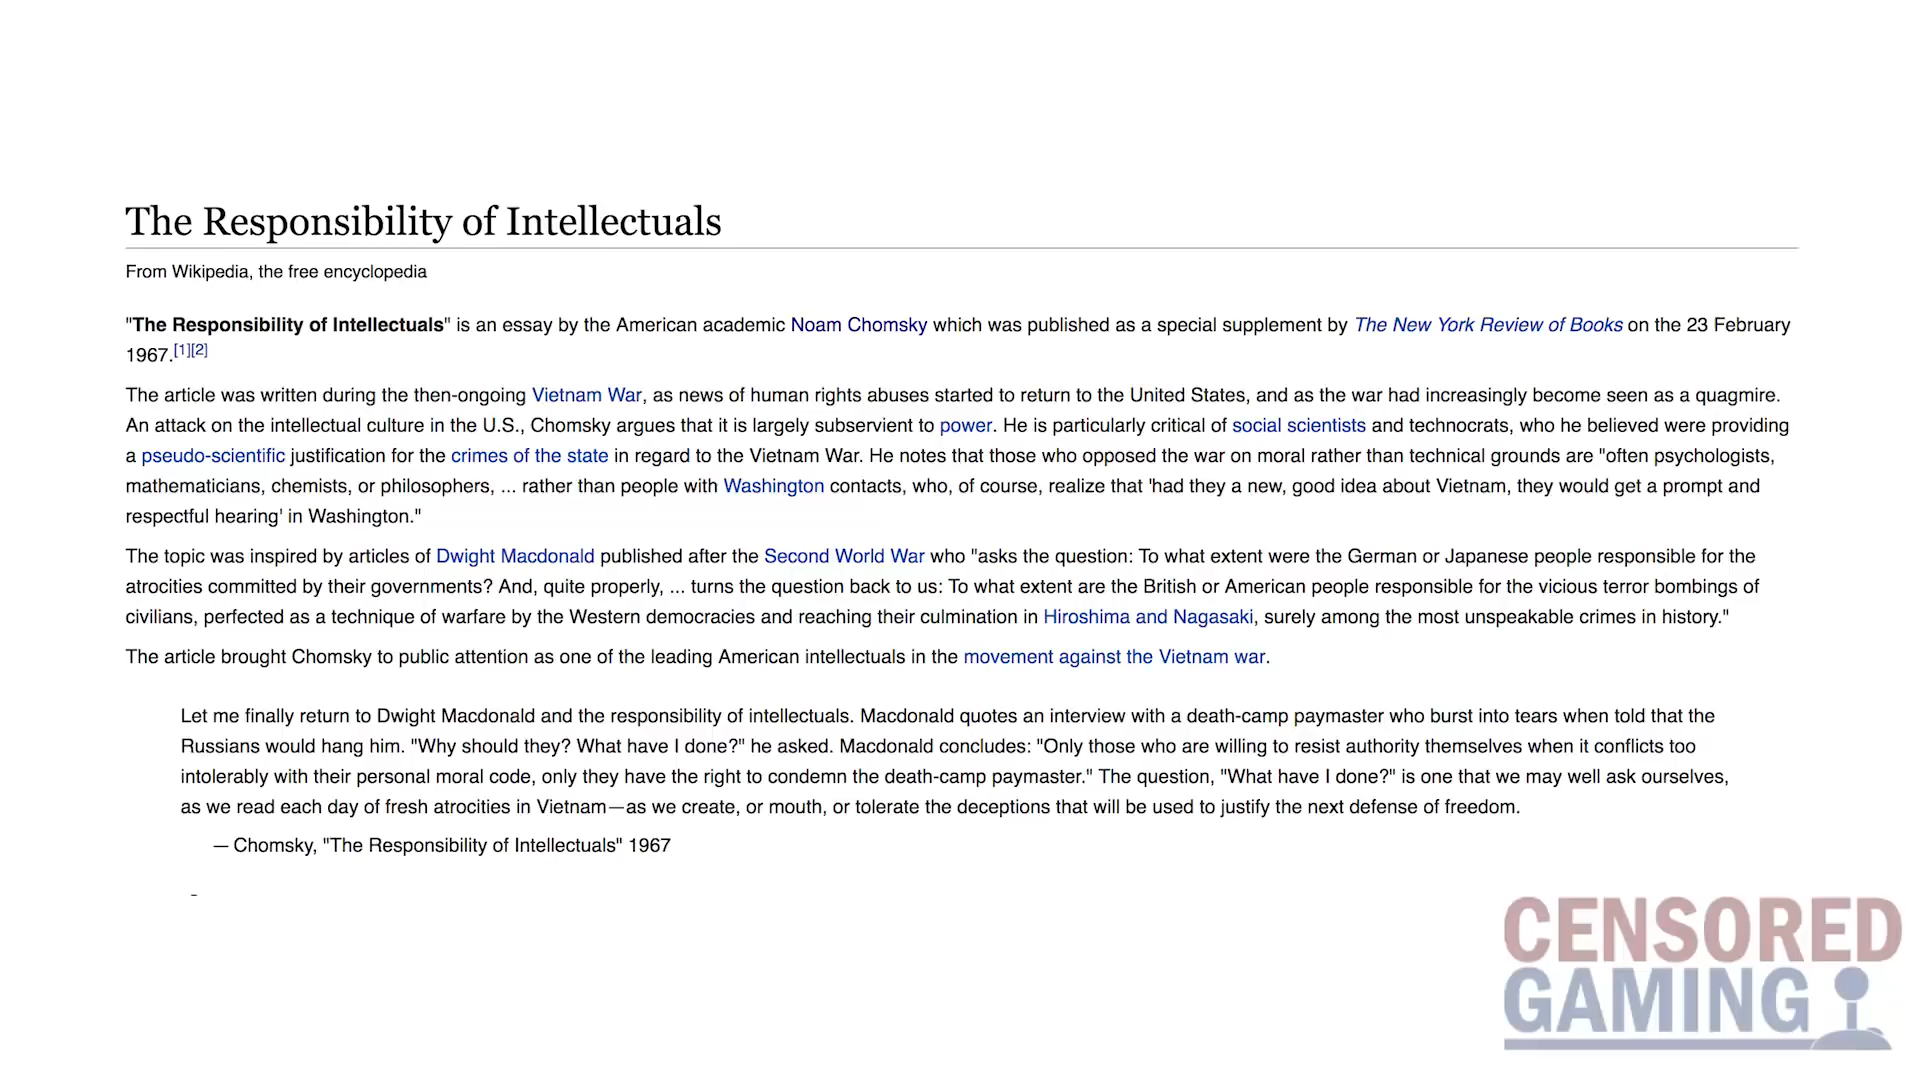 The Responsibility of Intellectuals
From Wikipedia, the free encyclopedia
"The Responsibility of Intellectuals" is an essay by the American academic Noam Chomsky which was published as a special supplement by The New York Review of Books on the 23 February
1967.[1][2]
The article was written during the then-ongoing Vietnam War, as news of human rights abuses started to return to the United States, and as the war had increasingly become seen as a quagmire.
An attack on the intellectual culture in the U.S., Chomsky argues that it is largely subservient to power. He is particularly critical of social scientists and technocrats, who he believed were providing
a pseudo-scientific justification for the crimes of the state in regard to the Vietnam War. He notes that those who opposed the war on moral rather than technical grounds are "often psychologists,
mathematicians, chemists, or philosophers, ... rather than people with Washington contacts, who, of course, realize that 'had they a new, good idea about Vietnam, they would get a prompt and
respectful hearing' in Washington."
The topic was inspired by articles of Dwight Macdonald published after the Second World War who "asks the question: To what extent were the German or Japanese people responsible for the
atrocities committed by their governments? And, quite properly, ... turns the question back to us: To what extent are the British or American people responsible for the vicious terror bombings of
civilians, perfected as a technique of warfare by the Western democracies and reaching their culmination in Hiroshima and Nagasaki, surely among the most unspeakable crimes in history."
The article brought Chomsky to public attention as one of the leading American intellectuals in the movement against the Vietnam war.
Let me finally return to Dwight Macdonald and the responsibility of intellectuals. Macdonald quotes an interview with a death-camp paymaster who burst into tears when told that the
Russians would hang him. "Why should they? What have I done?" he asked. Macdonald concludes: "Only those who are willing to resist authority themselves when it conflicts too
intolerably with their personal moral code, only they have the right to condemn the death-camp paymaster." The question, "What have I done?" is one that we may well ask ourselves,
as we read each day of fresh atrocities in Vietnam—as we create, or mouth, or tolerate the deceptions that will be used to justify the next defense of freedom.
— Chomsky, "The Responsibility of Intellectuals" 1967
CENSORED
GAMING